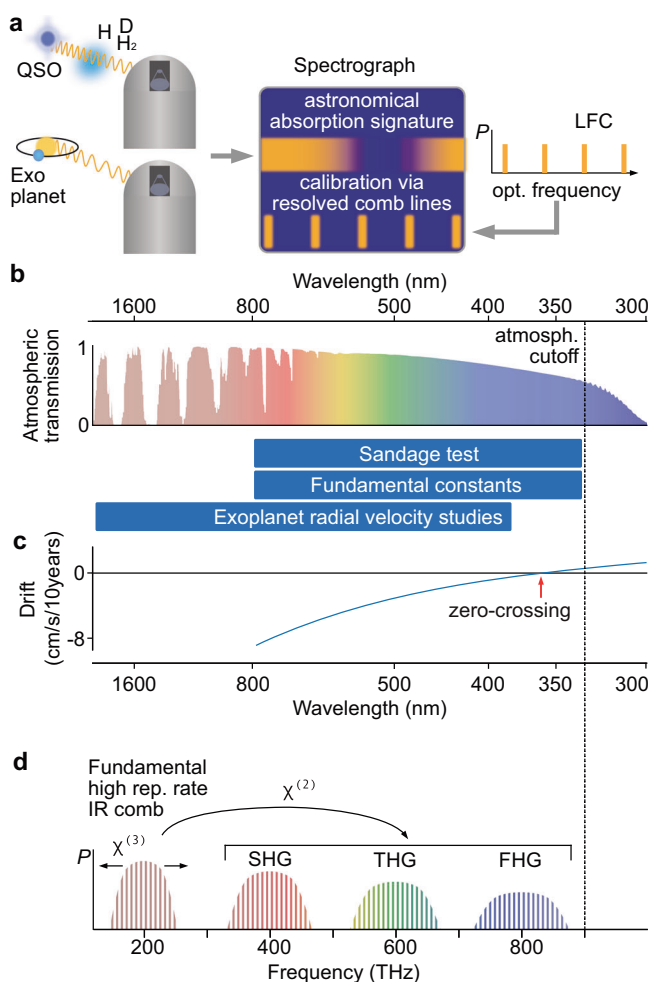 a
H D
H₂
QSO
Exo
planet
Spectrograph
astronomical
absorption signature
calibration via
resolved comb lines
P
LFC
opt. frequency
b
Wavelength (nm)
1600 800 500 400 350 300
Atmospheric
transmission
1
0
atmosph.
cutoff
Sandage test
Fundamental constants
Exoplanet radial velocity studies
c
Drift
(cm/s/10years)
0
-8
zero-crossing
1600 800 500 400 350 300
Wavelength (nm)
d
Fundamental
high rep. rate
IR comb
χ⁽²⁾
χ⁽³⁾
P
SHG THG FHG
200 400 600 800
Frequency (THz)